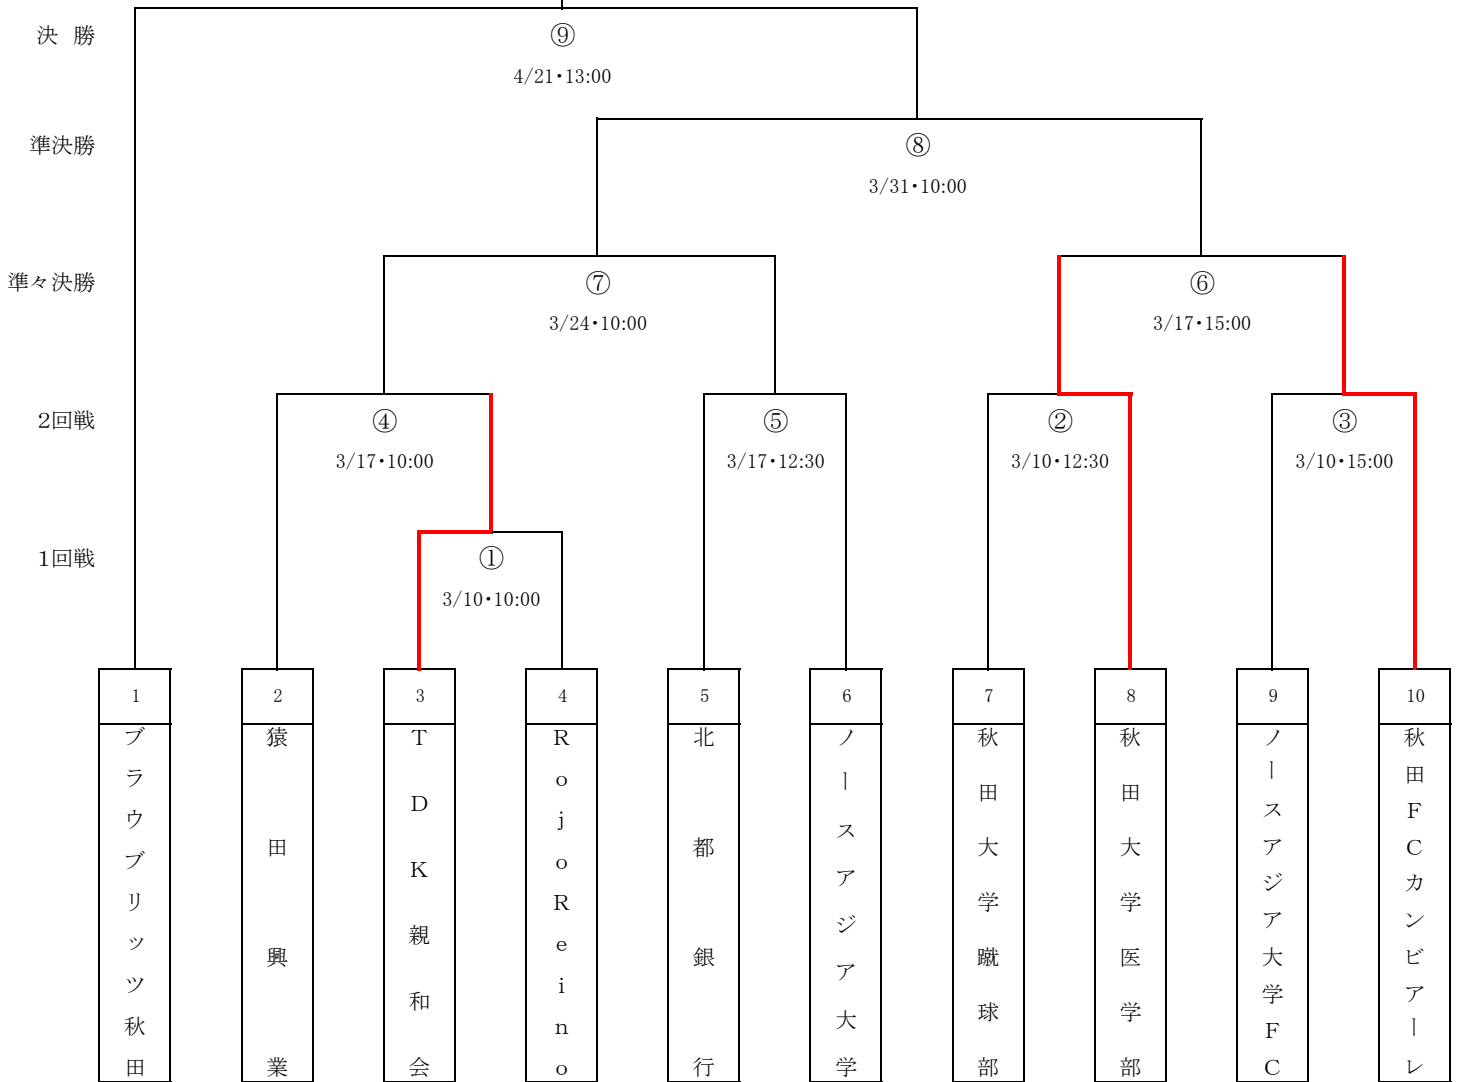 決 勝
⑨
4/21・13:00
準決勝
⑧
3/31・10:00
準々決勝
⑦
⑥
3/24・10:00
3/17・15:00
2回戦
④
⑤
②
③
3/17・10:00
3/17・12:30
3/10・12:30
3/10・15:00
1回戦
①
3/10・10:00
1
2
3
4
5
6
7
8
9
10
ブラウブリッツ秋田
猿田興業
TDK親和会
RojoReino
北都銀行
ノースアジア大学
秋田大学蹴球部
秋田大学医学部
ノースアジア大学FC
秋田FCカンビアーレ